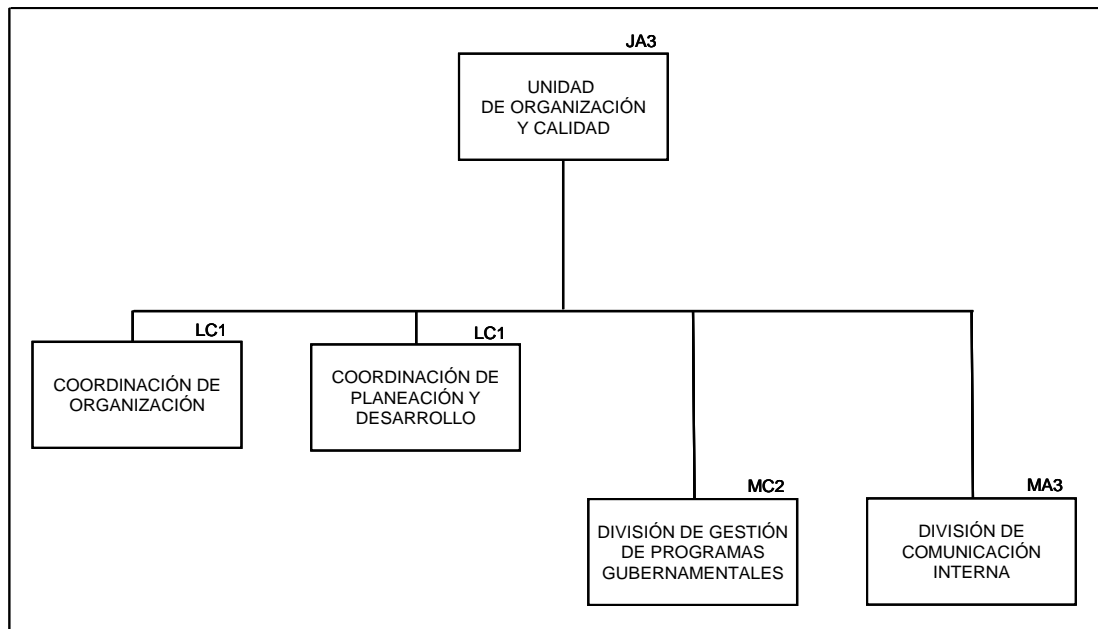 JA3
UNIDAD
DE ORGANIZACIÓN
Y CALIDAD
LC1
COORDINACIÓN DE
ORGANIZACIÓN
LC1
COORDINACIÓN DE
PLANEACIÓN Y
DESARROLLO
MC2
DIVISIÓN DE GESTIÓN
DE PROGRAMAS
GUBERNAMENTALES
MA3
DIVISIÓN DE
COMUNICACIÓN
INTERNA